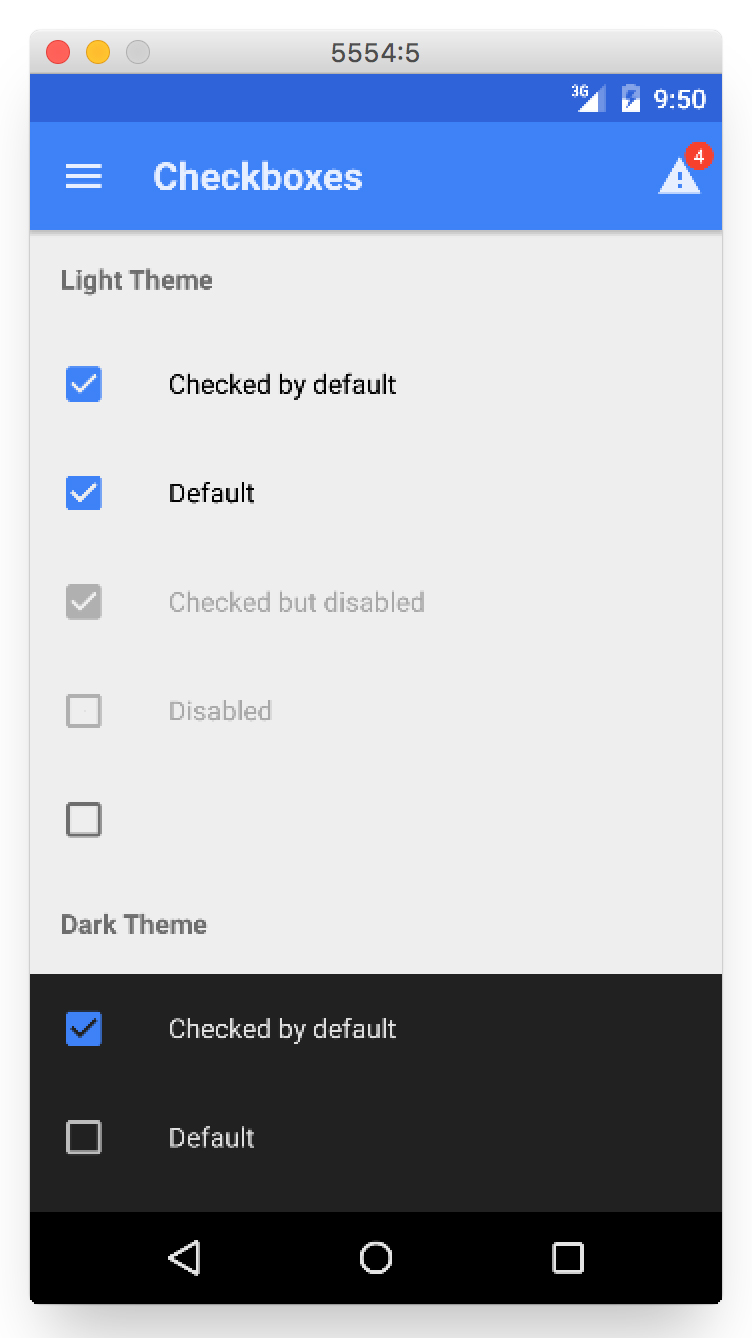 5554:5
3G 9:50
Checkboxes
4
Light Theme
Checked by default
Default
Checked but disabled
Disabled
Dark Theme
Checked by default
Default